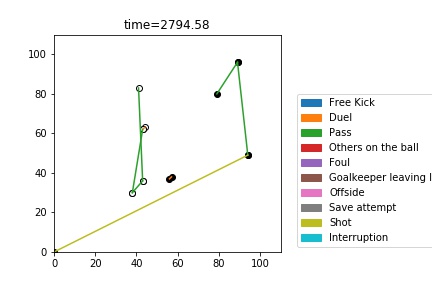 time=2794.58
100
80
60
40
20
0
0 20 40 60 80 100
Free Kick
Duel
Pass
Others on the ball
Foul
Goalkeeper leaving l
Offside
Save attempt
Shot
Interruption